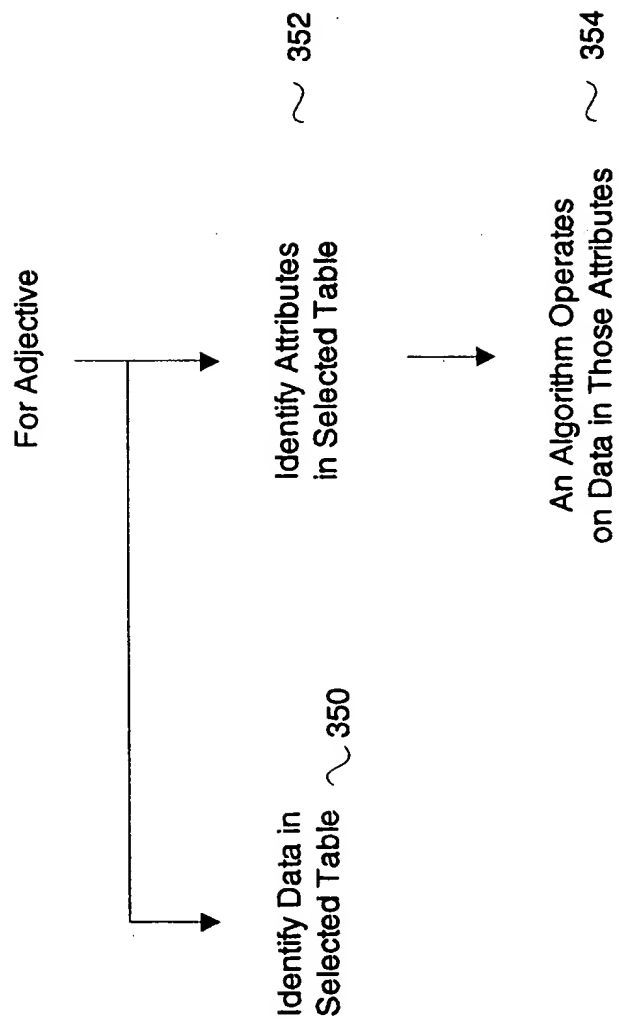 For Adjective
Identify Data in
Selected Table 350
Identify Attributes
in Selected Table
352
An Algorithm Operates
on Data in Those Attributes
354